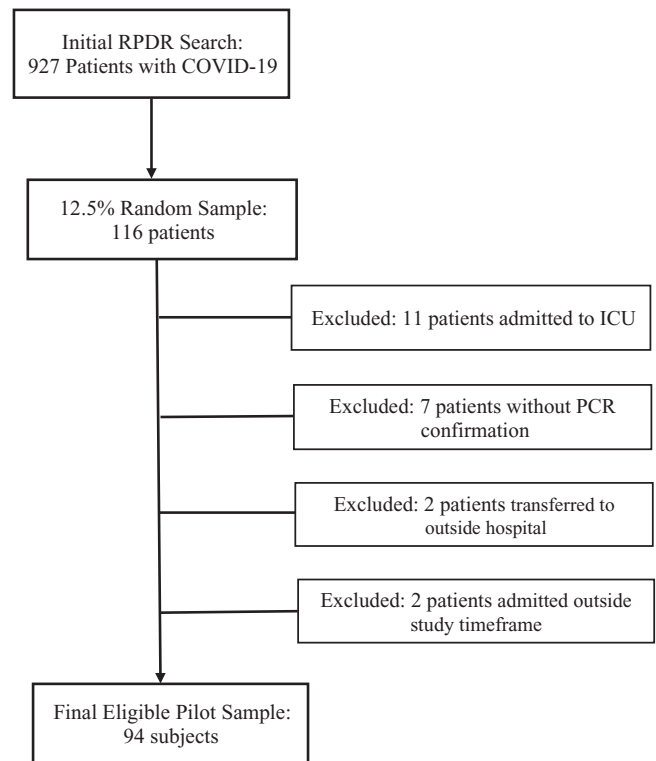 Initial RPDR Search:
927 Patients with COVID-19
12.5% Random Sample:
116 patients
Excluded: 11 patients admitted to ICU
Excluded: 7 patients without PCR
confirmation
Excluded: 2 patients transferred to
outside hospital
Excluded: 2 patients admitted outside
study timeframe
Final Eligible Pilot Sample:
94 subjects